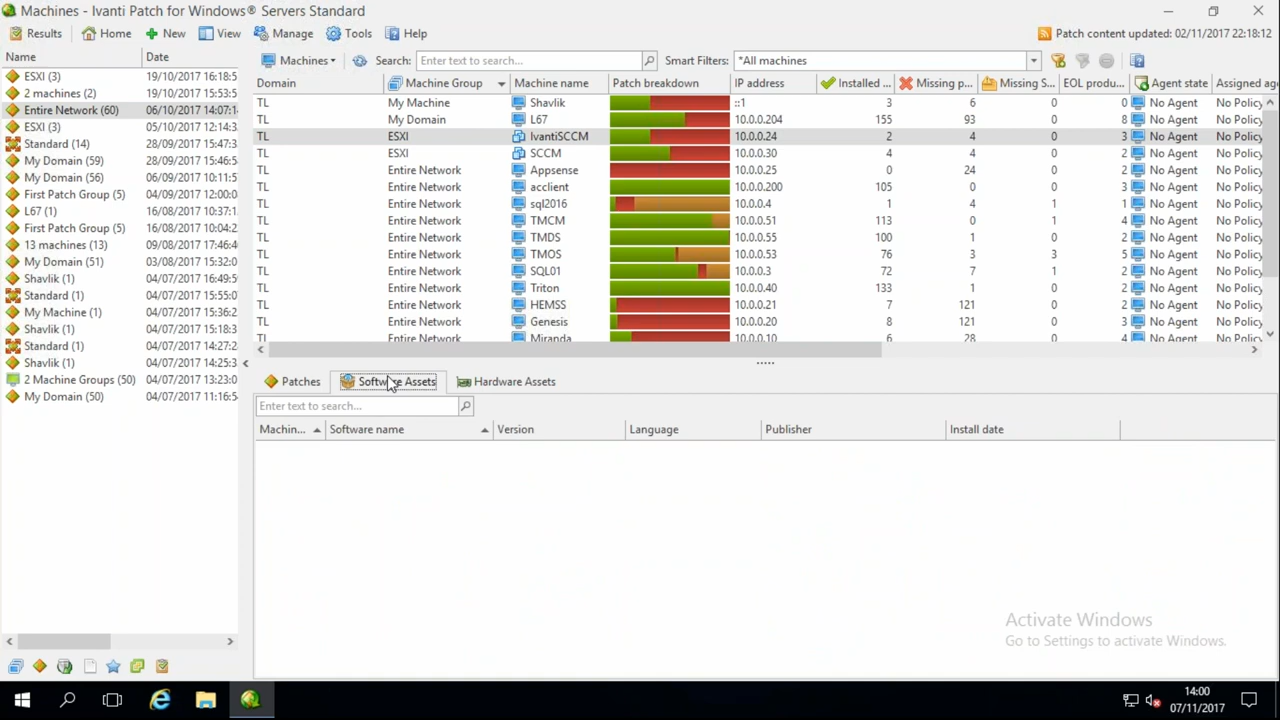 Machines - Ivanti Patch for Windows® Servers Standard
Results Home New View Manage Tools Help Patch content updated: 02/11/2017 22:18:12
Name Date
ESXI (3) 19/10/2017 16:18:5
2 machines (2) 19/10/2017 15:53:5
Entire Network (60) 06/10/2017 14:07:1
ESXI (3) 05/10/2017 12:14:3
Standard (14) 28/09/2017 15:47:3
My Domain (59) 28/09/2017 15:46:5
My Domain (56) 06/09/2017 10:11:5
First Patch Group (5) 04/09/2017 12:00:0
L67 (1) 16/08/2017 10:37:1
First Patch Group (5) 16/08/2017 10:04:2
13 machines (13) 09/08/2017 17:46:4
My Domain (51) 03/08/2017 15:32:0
Shavlik (1) 04/07/2017 16:49:5
Standard (1) 04/07/2017 15:55:0
My Machine (1) 04/07/2017 15:36:2
Shavlik (1) 04/07/2017 15:18:3
Standard (1) 04/07/2017 14:27:2
Shavlik (1) 04/07/2017 14:25:3
2 Machine Groups (50) 04/07/2017 13:23:0
My Domain (50) 04/07/2017 11:16:5
Machines Search: Enter text to search... Smart Filters: *All machines
Domain Machine Group Machine name Patch breakdown IP address Installed ... Missing p... Missing S... EOL produ... Agent state Assigned ag
TL My Machine Shavlik ::1 3 6 0 0 No Agent No Policy
TL My Domain L67 10.0.0.204 155 93 0 8 No Agent No Policy
TL ESXI IvantiSCCM 10.0.0.24 2 4 0 3 No Agent No Policy
TL ESXI SCCM 10.0.0.30 4 4 0 2 No Agent No Policy
TL Entire Network Appsense 10.0.0.25 0 24 0 2 No Agent No Policy
TL Entire Network acclient 10.0.0.200 105 0 0 3 No Agent No Policy
TL Entire Network sql2016 10.0.0.4 1 4 1 1 No Agent No Policy
TL Entire Network TMCM 10.0.0.51 113 0 1 4 No Agent No Policy
TL Entire Network TMDS 10.0.0.55 100 1 0 2 No Agent No Policy
TL Entire Network TMOS 10.0.0.53 76 3 3 5 No Agent No Policy
TL Entire Network SQL01 10.0.0.3 72 7 1 2 No Agent No Policy
TL Entire Network Triton 10.0.0.40 133 1 0 2 No Agent No Policy
TL Entire Network HEMSS 10.0.0.21 7 121 0 2 No Agent No Policy
TL Entire Network Genesis 10.0.0.20 8 121 0 3 No Agent No Policy
TL Entire Network Miranda 10.0.0.10 6 28 0 4 No Agent No Policy
Patches Software Assets Hardware Assets
Enter text to search...
Machin... Software name Version Language Publisher Install date
Activate Windows
Go to Settings to activate Windows.
14:00
07/11/2017